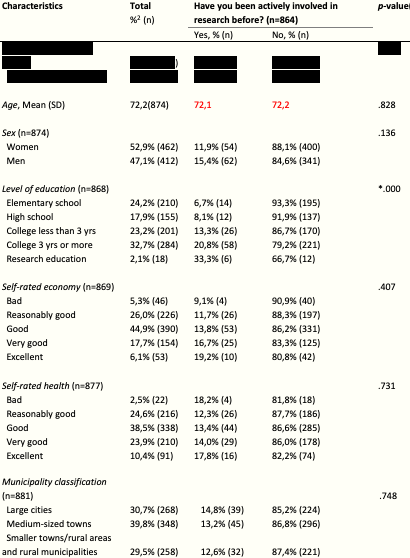 Characteristics Total Have you been actively involved in p-value
%² (n) research before? (n=864)
Yes, % (n) No, % (n)
)
Age, Mean (SD) 72,2(874) 72,1 72,2 .828
Sex (n=874) .136
Women 52,9% (462) 11,9% (54) 88,1% (400)
Men 47,1% (412) 15,4% (62) 84,6% (341)
Level of education (n=868) *.000
Elementary school 24,2% (210) 6,7% (14) 93,3% (195)
High school 17,9% (155) 8,1% (12) 91,9% (137)
College less than 3 yrs 23,2% (201) 13,3% (26) 86,7% (170)
College 3 yrs or more 32,7% (284) 20,8% (58) 79,2% (221)
Research education 2,1% (18) 33,3% (6) 66,7% (12)
Self-rated economy (n=869) .407
Bad 5,3% (46) 9,1% (4) 90,9% (40)
Reasonably good 26,0% (226) 11,7% (26) 88,3% (197)
Good 44,9% (390) 13,8% (53) 86,2% (331)
Very good 17,7% (154) 16,7% (25) 83,3% (125)
Excellent 6,1% (53) 19,2% (10) 80,8% (42)
Self-rated health (n=877) .731
Bad 2,5% (22) 18,2% (4) 81,8% (18)
Reasonably good 24,6% (216) 12,3% (26) 87,7% (186)
Good 38,5% (338) 13,4% (44) 86,6% (285)
Very good 23,9% (210) 14,0% (29) 86,0% (178)
Excellent 10,4% (91) 17,8% (16) 82,2% (74)
Municipality classification
(n=881) .748
Large cities 30,7% (268) 14,8% (39) 85,2% (224)
Medium-sized towns 39,8% (348) 13,2% (45) 86,8% (296)
Smaller towns/rural areas
and rural municipalities 29,5% (258) 12,6% (32) 87,4% (221)